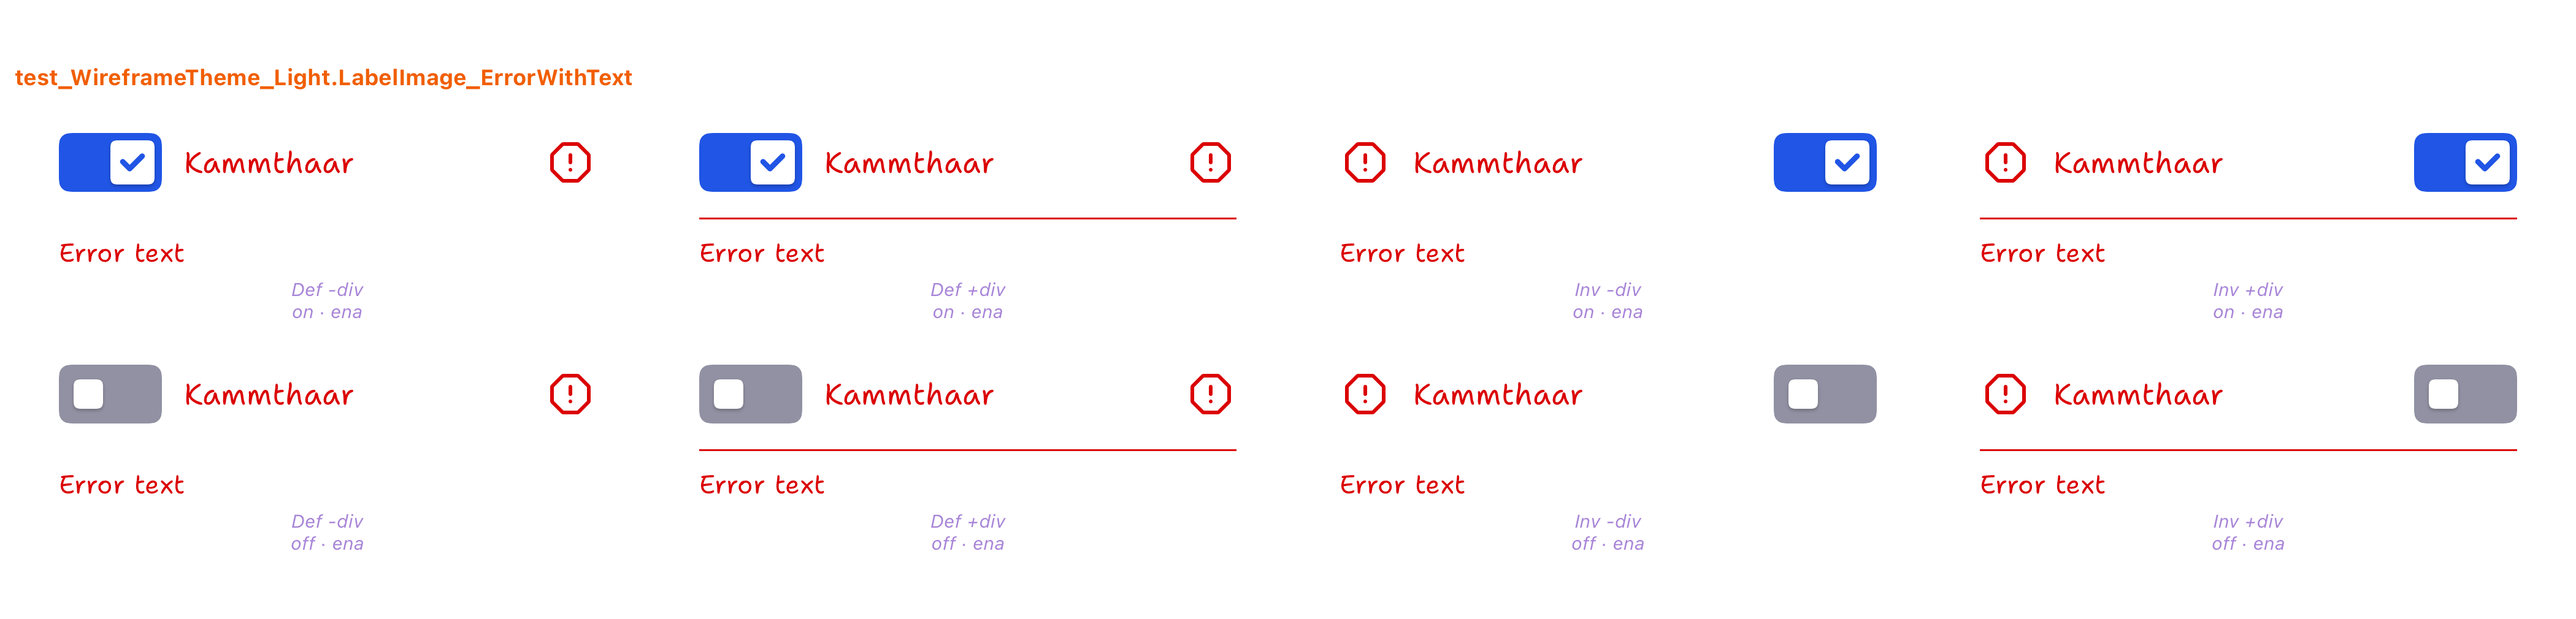 test_WireframeTheme_Light.LabelImage_ErrorWithText
Kammthaar
Kammthaar
Kammthaar
Kammthaar
Error text
Error text
Error text
Error text
Def -div
Def +div
Inv -div
Inv +div
on · ena
on · ena
on · ena
on · ena
Kammthaar
Kammthaar
Kammthaar
Kammthaar
Error text
Error text
Error text
Error text
Def -div
Def +div
Inv -div
Inv +div
off · ena
off · ena
off · ena
off · ena